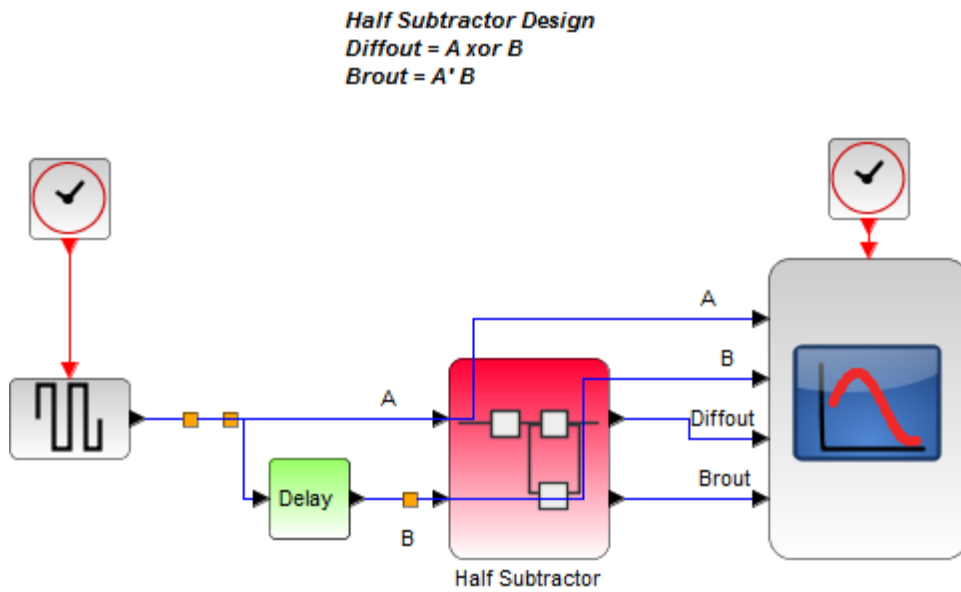 Half Subtractor Design
Diffout = A xor B
Brout = A' B
A
B
A
Diffout
Brout
Delay
B
Half Subtractor